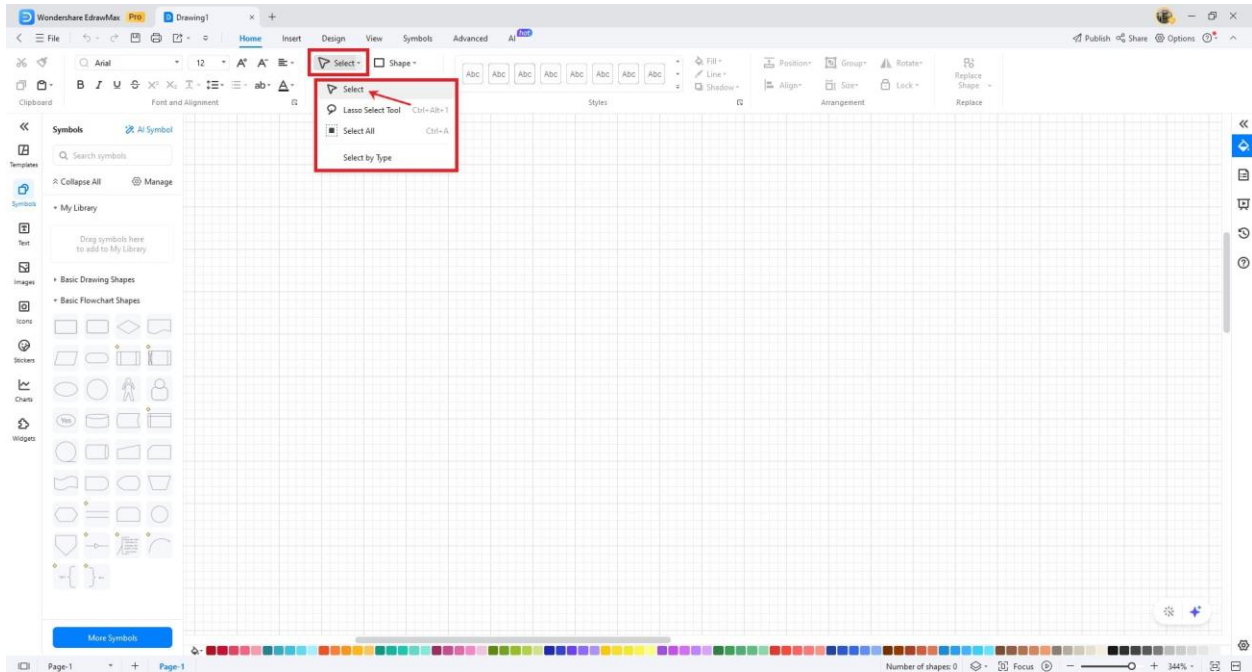 Wondershare EdrawMax Pro Drawing1
File Home Insert Design View Symbols Advanced AI hot Publish Share Options
Arial 12 Select Shape Fill Position Group Rotate
Abc Abc Abc Abc Abc Abc Abc Abc Line Replace
B I U S X² X₂ T ab A Shadow Align Size Lock Shape
Clipboard Font and Alignment Styles Arrangement Replace
Select
Lasso Select Tool Ctrl+Alt+1
Select All Ctrl+A
Select by Type
Templates
Symbols
Text
Images
Icons
Stickers
Charts
Widgets
Symbols AI Symbol
Search symbols
Collapse All Manage
My Library
Drag symbols here
to add to My Library
Basic Drawing Shapes
Basic Flowchart Shapes
Yes
More Symbols
Page-1 Page-1 Number of shapes: 0 Focus 344%